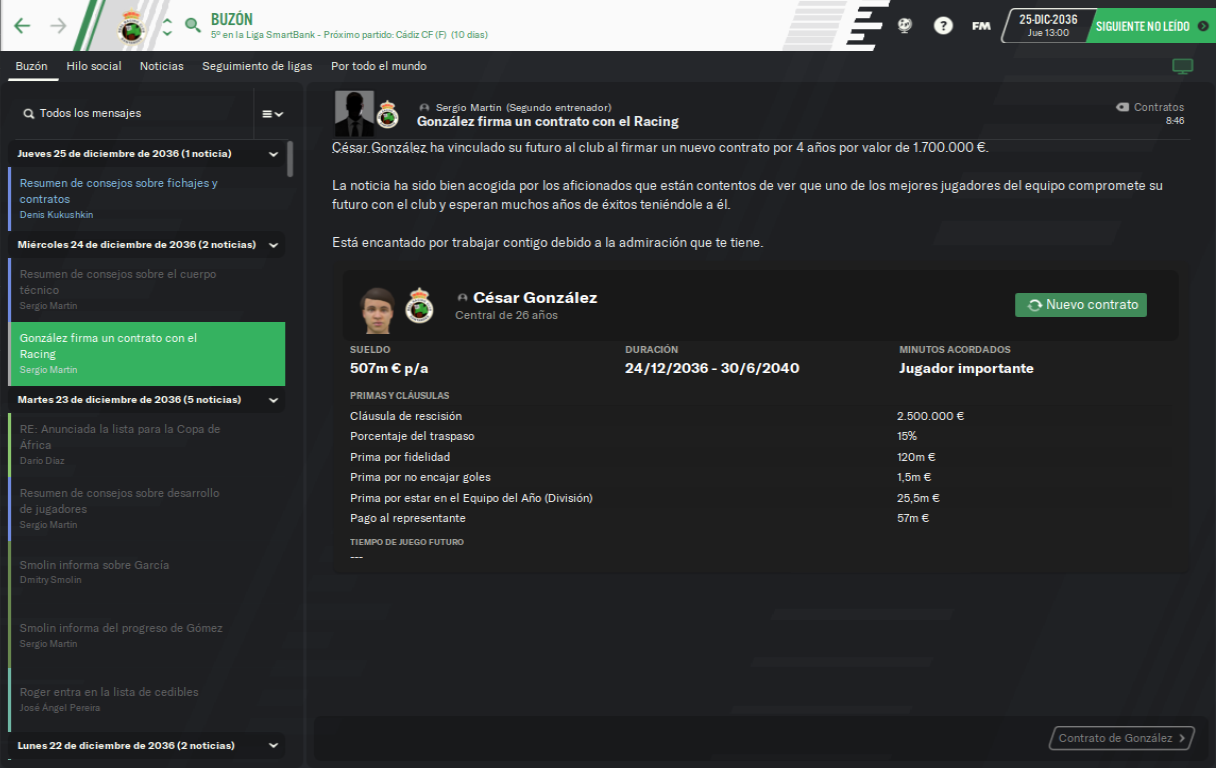 BUZÓN
5º en la Liga SmartBank - Próximo partido: Cádiz CF (F) (10 días)
?
FM
25-DIC-2036
Jue 13:00
SIGUIENTE NO LEÍDO
Buzón
Hilo social
Noticias
Seguimiento de ligas
Por todo el mundo
Todos los mensajes
Jueves 25 de diciembre de 2036 (1 noticia)
Resumen de consejos sobre fichajes y
contratos
Denis Kukushkin
Miércoles 24 de diciembre de 2036 (2 noticias)
Resumen de consejos sobre el cuerpo
técnico
Sergio Martín
González firma un contrato con el
Racing
Sergio Martín
Martes 23 de diciembre de 2036 (5 noticias)
RE: Anunciada la lista para la Copa de
África
Darío Díaz
Resumen de consejos sobre desarrollo
de jugadores
Sergio Martín
Smolin informa sobre García
Dmitry Smolin
Smolin informa del progreso de Gómez
Sergio Martín
Roger entra en la lista de cedibles
José Ángel Pereira
Lunes 22 de diciembre de 2036 (2 noticias)
Sergio Martín (Segundo entrenador)
González firma un contrato con el Racing
Contratos
8:46
César González ha vinculado su futuro al club al firmar un nuevo contrato por 4 años por valor de 1.700.000 €.
La noticia ha sido bien acogida por los aficionados que están contentos de ver que uno de los mejores jugadores del equipo compromete su
futuro con el club y esperan muchos años de éxitos teniéndole a él.
Está encantado por trabajar contigo debido a la admiración que te tiene.
César González
Central de 26 años
Nuevo contrato
SUELDO
507m € p/a
DURACIÓN
24/12/2036 - 30/6/2040
MINUTOS ACORDADOS
Jugador importante
PRIMAS Y CLÁUSULAS
Cláusula de rescisión 2.500.000 €
Porcentaje del traspaso 15%
Prima por fidelidad 120m €
Prima por no encajar goles 1,5m €
Prima por estar en el Equipo del Año (División) 25,5m €
Pago al representante 57m €
TIEMPO DE JUEGO FUTURO
---
Contrato de González